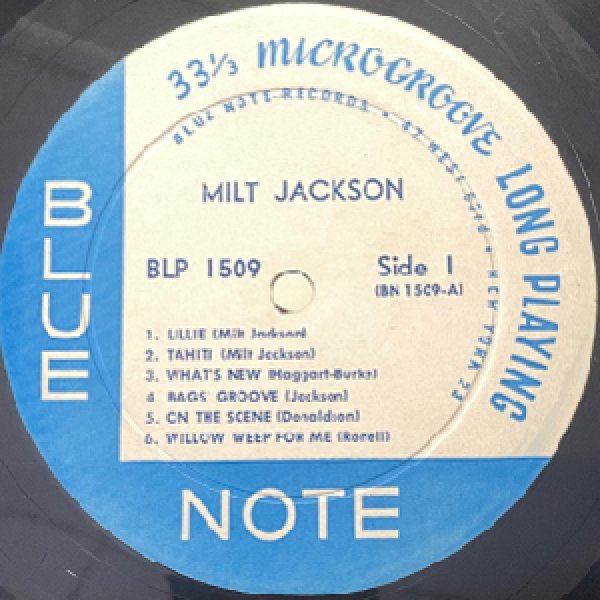 33⅓ MICROGROOVE LONG PLAYING
BLUE NOTE RECORDS • 47 WEST 63rd • NEW YORK 23
MILT JACKSON
BLP 1509
Side 1
(BN 1509-A)
1. LILLIE (Milt Jackson)
2. TAHITI (Milt Jackson)
3. WHAT'S NEW (Haggart-Burke)
4. BAGS' GROOVE (Jackson)
5. ON THE SCENE (Donaldson)
6. WILLOW WEEP FOR ME (Ronell)
BLUE
NOTE